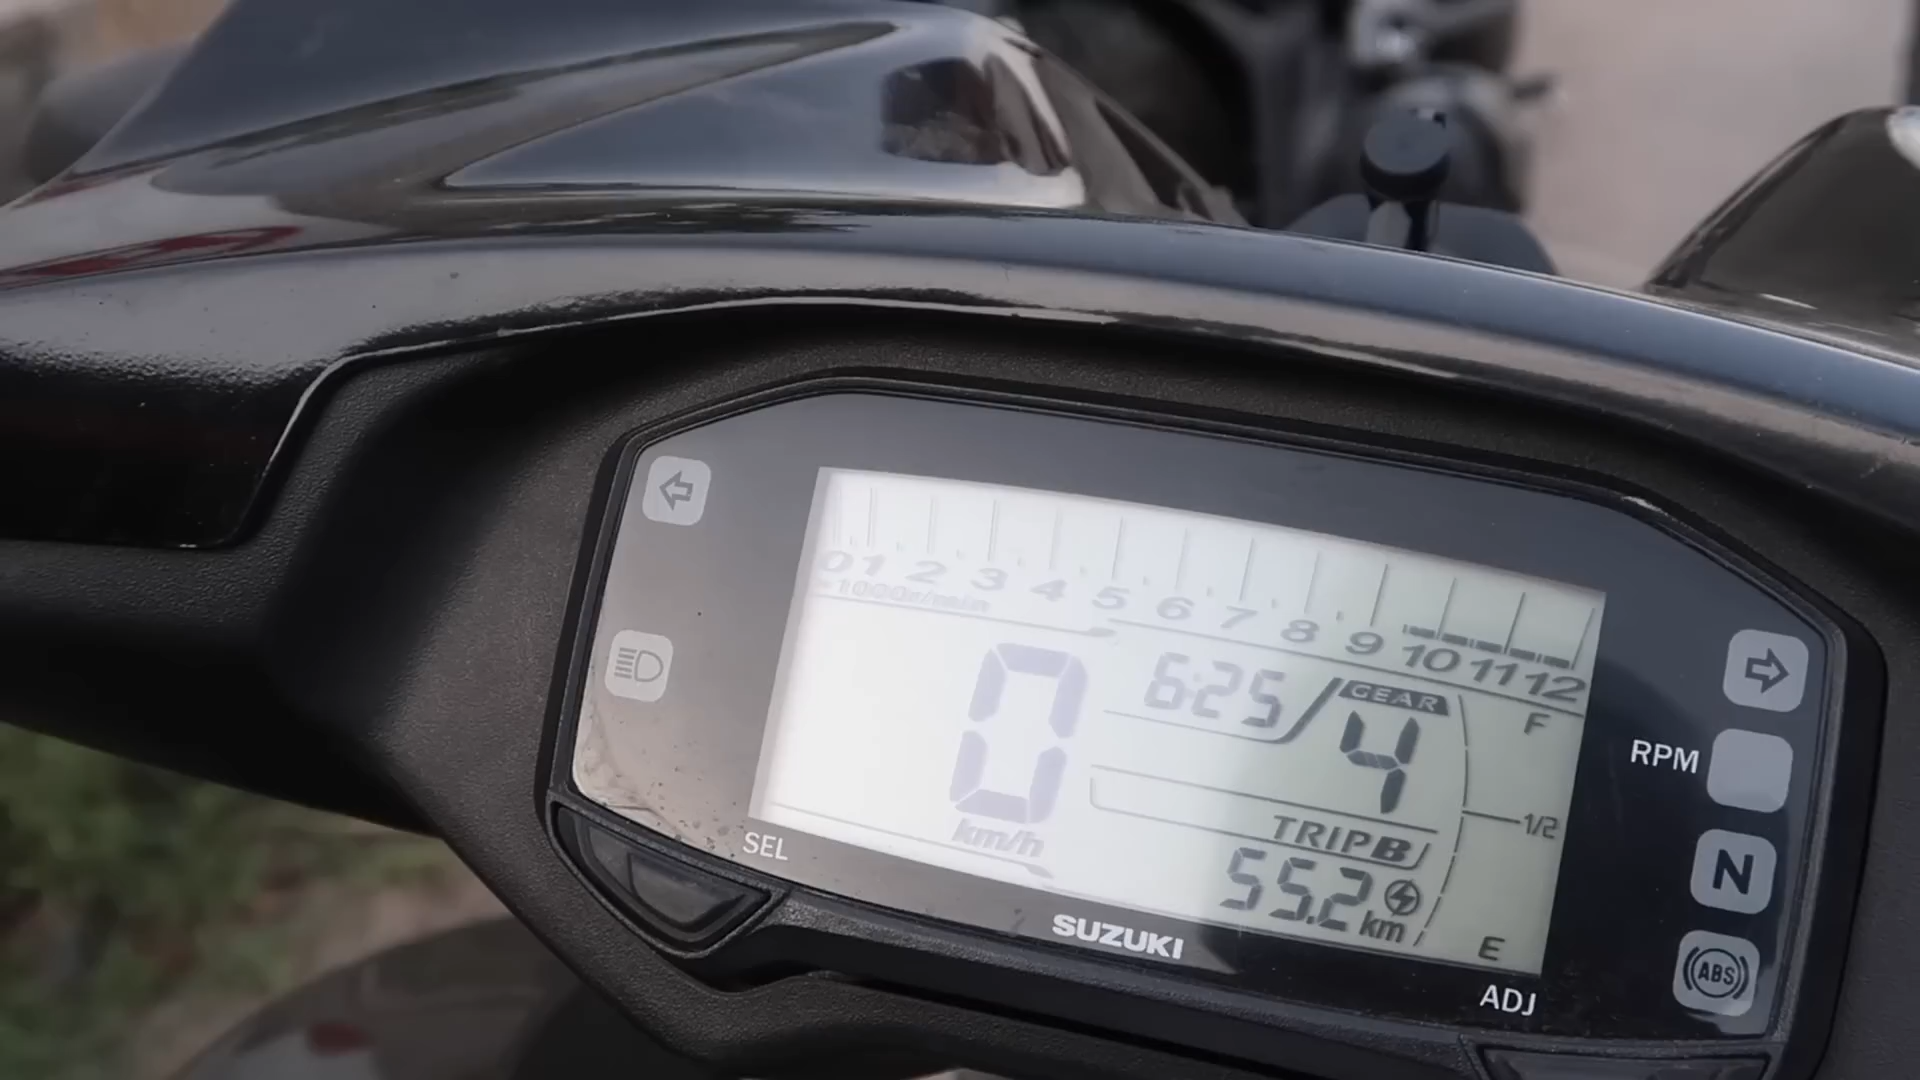 0 1 2 3 4 5 6 7 8 9 10 11 12
×1000r/min
6:25
GEAR
4
F
0
km/h
1/2
TRIP B
55.2 km
E
RPM
N
ABS
SEL
SUZUKI
ADJ